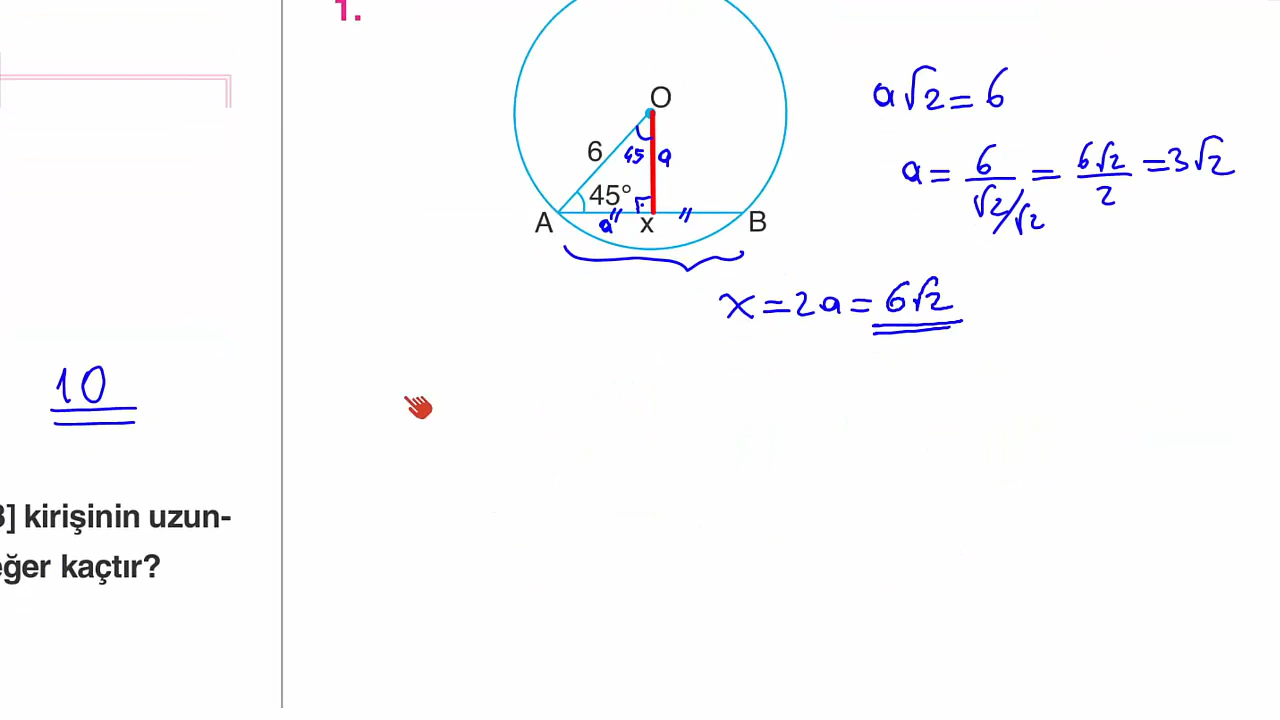 10
B] kirişinin uzun-
eğer kaçtır?
1.
O
6
45 a
45°
A a x B
a√2 = 6
a = 6/√2 /√2 = 6√2/2 = 3√2
x = 2a = 6√2